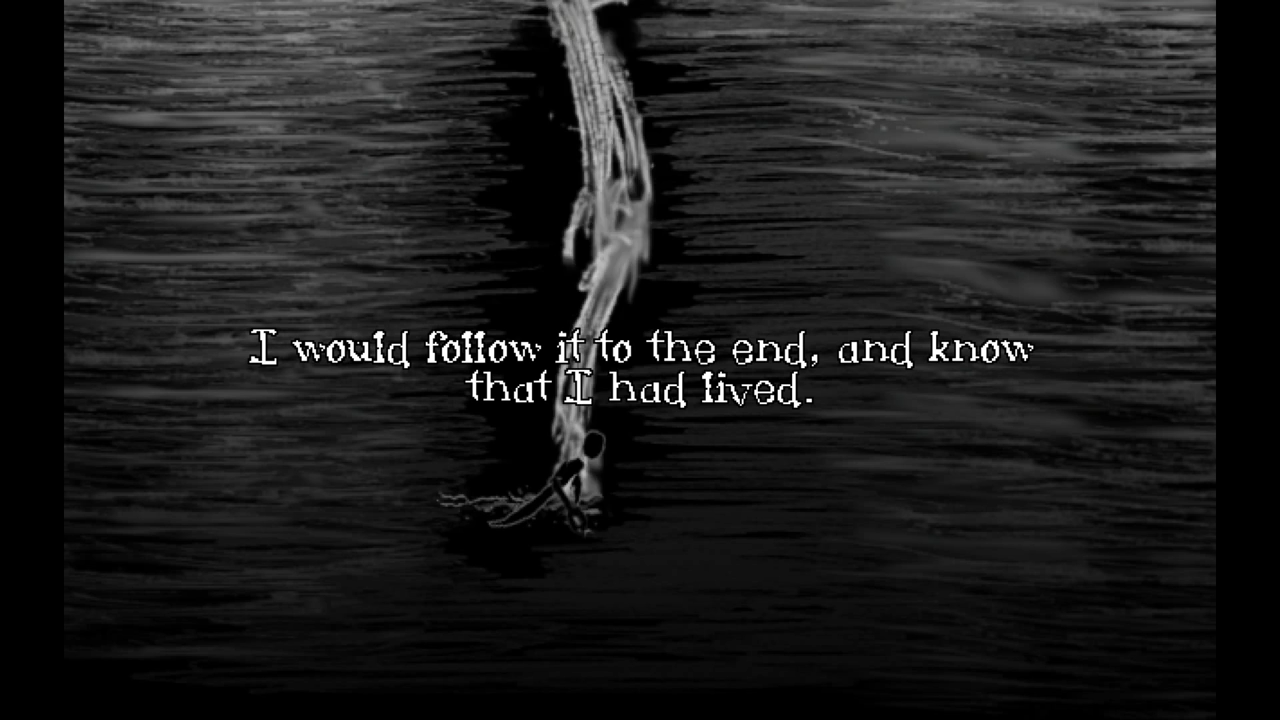 I would follow it to the end, and know
that I had lived.